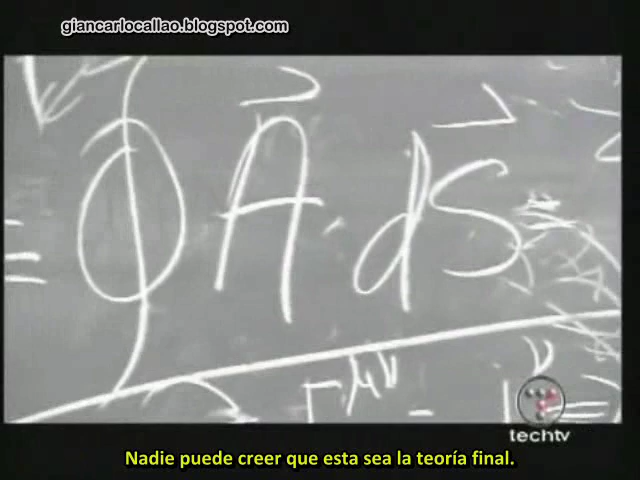 giancarlocallao.blogspot.com
= ∮ A⃗ · dS⃗
techtv
Nadie puede creer que esta sea la teoría final.